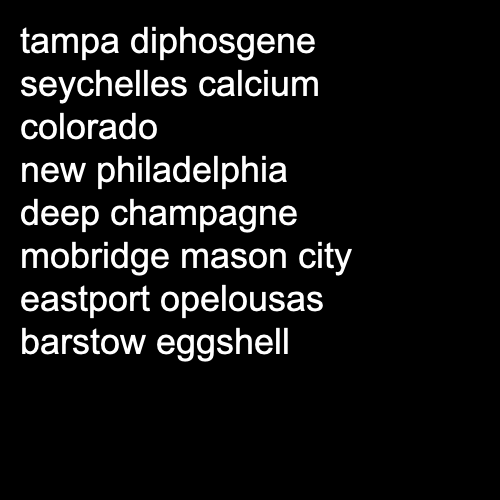 tampa diphosgene
seychelles calcium
colorado
new philadelphia
deep champagne
mobridge mason city
eastport opelousas
barstow eggshell